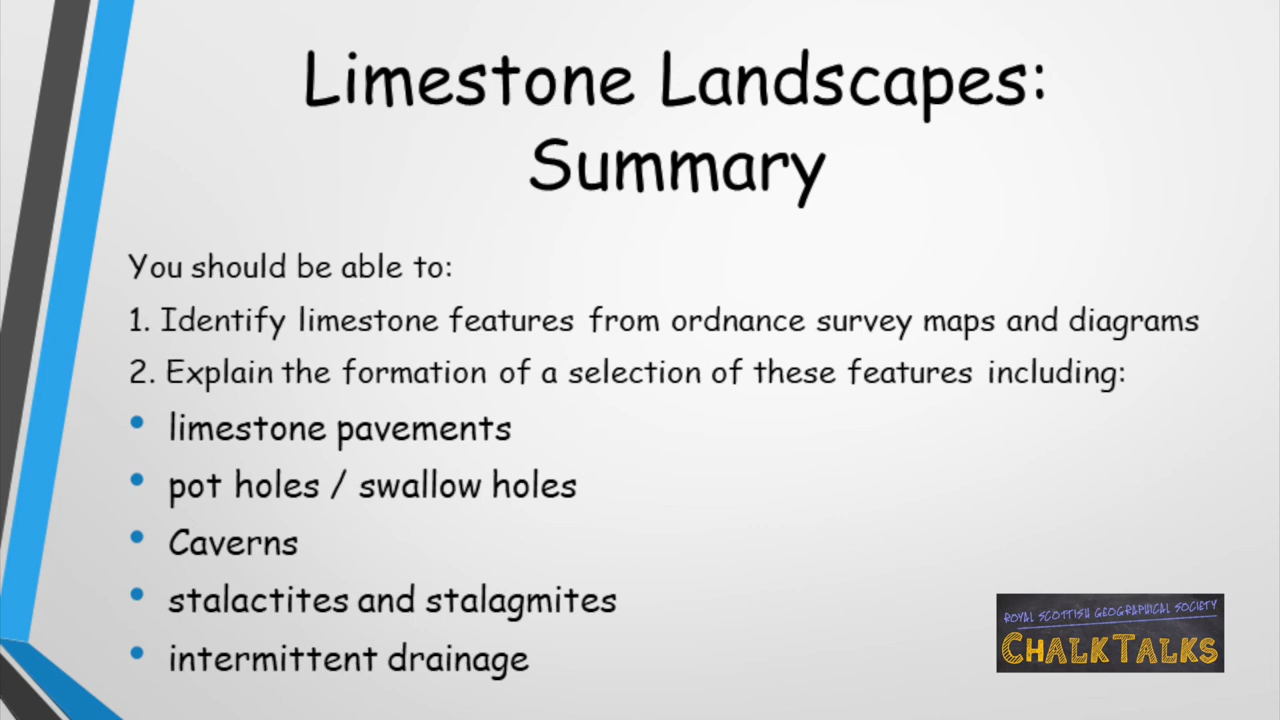 Limestone Landscapes:
Summary
You should be able to:
1. Identify limestone features from ordnance survey maps and diagrams
2. Explain the formation of a selection of these features including:
• limestone pavements
• pot holes / swallow holes
• Caverns
• stalactites and stalagmites
• intermittent drainage
ROYAL SCOTTISH GEOGRAPHICAL SOCIETY
CHALKTALKS